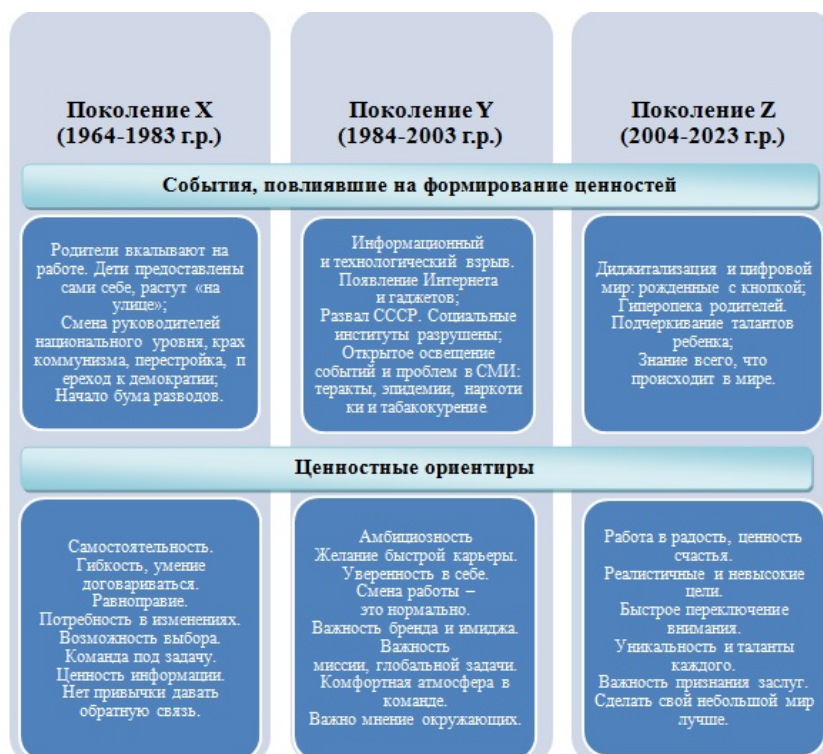 Поколение X
(1964-1983 г.р.)
Поколение Y
(1984-2003 г.р.)
Поколение Z
(2004-2023 г.р.)
События, повлиявшие на формирование ценностей
Родители вкалывают на
работе. Дети предоставлены
сами себе, растут «на
улице»;
Смена руководителей
национального уровня, крах
коммунизма, перестройка, п
ереход к демократии;
Начало бума разводов.
Информационный
и технологический взрыв.
Появление Интернета
и гаджетов;
Развал СССР. Социальные
институты разрушены;
Открытое освещение
событий и проблем в СМИ:
теракты, эпидемии, наркоти
ки и табакокурение
Диджитализация и цифровой
мир: рожденные с кнопкой;
Гиперопека родителей.
Подчеркивание талантов
ребенка;
Знание всего, что
происходит в мире.
Ценностные ориентиры
Самостоятельность.
Гибкость, умение
договариваться.
Равноправие.
Потребность в изменениях.
Возможность выбора.
Команда под задачу.
Ценность информации.
Нет привычки давать
обратную связь.
Амбициозность
Желание быстрой карьеры.
Уверенность в себе.
Смена работы –
это нормально.
Важность бренда и имиджа.
Важность
миссии, глобальной задачи.
Комфортная атмосфера в
команде.
Важно мнение окружающих.
Работа в радость, ценность
счастья.
Реалистичные и невысокие
цели.
Быстрое переключение
внимания.
Уникальность и таланты
каждого.
Важность признания заслуг.
Сделать свой небольшой мир
лучше.